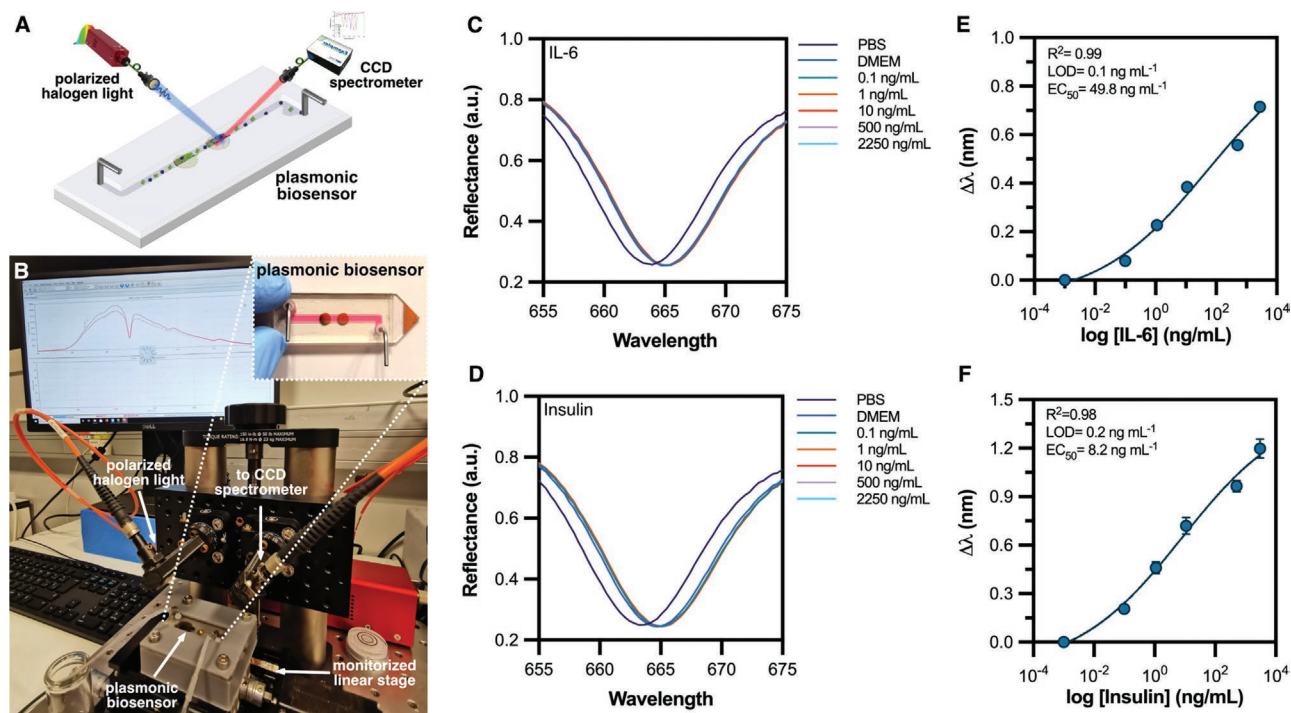 A
polarized
halogen light
CCD
spectrometer
plasmonic
biosensor
B
plasmonic biosensor
DELL
TORQUE RATING
polarized
halogen light
to CCD
spectrometer
plasmonic
biosensor
monitorized
linear stage
C
IL-6
Reflectance (a.u.)
1.0
0.8
0.6
0.4
0.2
655
660
665
670
675
Wavelength
PBS
DMEM
0.1 ng/mL
1 ng/mL
10 ng/mL
500 ng/mL
2250 ng/mL
D
Insulin
Reflectance (a.u.)
1.0
0.8
0.6
0.4
0.2
655
660
665
670
675
Wavelength
PBS
DMEM
0.1 ng/mL
1 ng/mL
10 ng/mL
500 ng/mL
2250 ng/mL
E
R²= 0.99
LOD= 0.1 ng mL⁻¹
EC₅₀= 49.8 ng mL⁻¹
Δλ (nm)
1.0
0.8
0.6
0.4
0.2
0.0
10⁻⁴
10⁻²
10⁰
10²
10⁴
log [IL-6] (ng/mL)
F
R²=0.98
LOD= 0.2 ng mL⁻¹
EC₅₀= 8.2 ng mL⁻¹
Δλ (nm)
1.5
1.2
0.9
0.6
0.3
0.0
10⁻⁴
10⁻²
10⁰
10²
10⁴
log [Insulin] (ng/mL)